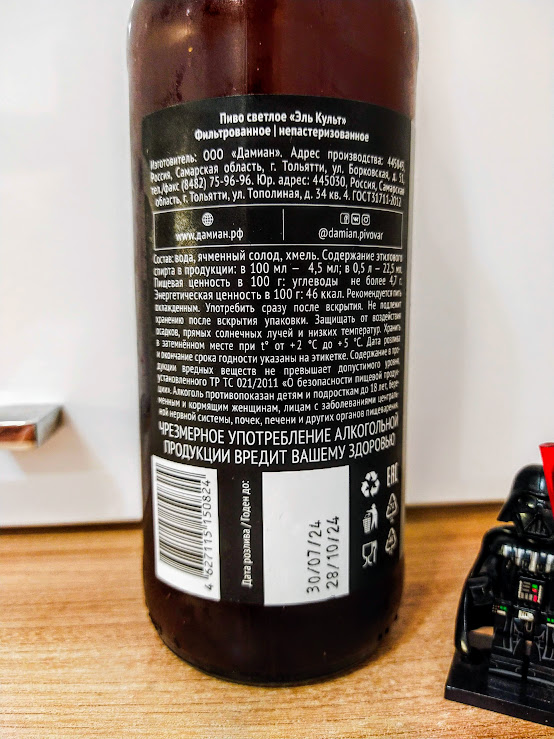 Пиво светлое «Эль Культ»
Фильтрованное | непастеризованное
Изготовитель: ООО «Дамиан». Адрес производства: 445043,
Россия, Самарская область, г. Тольятти, ул. Борковская, д. 51,
тел./факс (8482) 75-96-96. Юр. адрес: 445030, Россия, Самарская
область, г. Тольятти, ул. Тополиная, д. 34 кв. 4. ГОСТ31711-2012
www.дамиан.рф
@damian.pivovar
Состав: вода, ячменный солод, хмель. Содержание этилового
спирта в продукции: в 100 мл — 4,5 мл; в 0,5 л — 22,5 мл.
Пищевая ценность в 100 г: углеводы не более 4,7 г.
Энергетическая ценность в 100 г: 46 ккал. Рекомендуется пить
охлажденным. Употребить сразу после вскрытия. Не подлежит
хранению после вскрытия упаковки. Защищать от воздействия
осадков, прямых солнечных лучей и низких температур. Хранить
в затемнённом месте при t° от +2 °С до +5 °С. Дата розлива
и окончание срока годности указаны на этикетке. Содержание в про-
дукции вредных веществ не превышает допустимого уровня,
установленного ТР ТС 021/2011 «О безопасности пищевой продук-
ции». Алкоголь противопоказан детям и подросткам до 18 лет, бере-
менным и кормящим женщинам, лицам с заболеваниями централь-
ной нервной системы, почек, печени и других органов пищеварения.
ЧРЕЗМЕРНОЕ УПОТРЕБЛЕНИЕ АЛКОГОЛЬНОЙ
ПРОДУКЦИИ ВРЕДИТ ВАШЕМУ ЗДОРОВЬЮ
4 627115 150824
Дата розлива / Годен до:
30/07/24
28/10/24
EAC